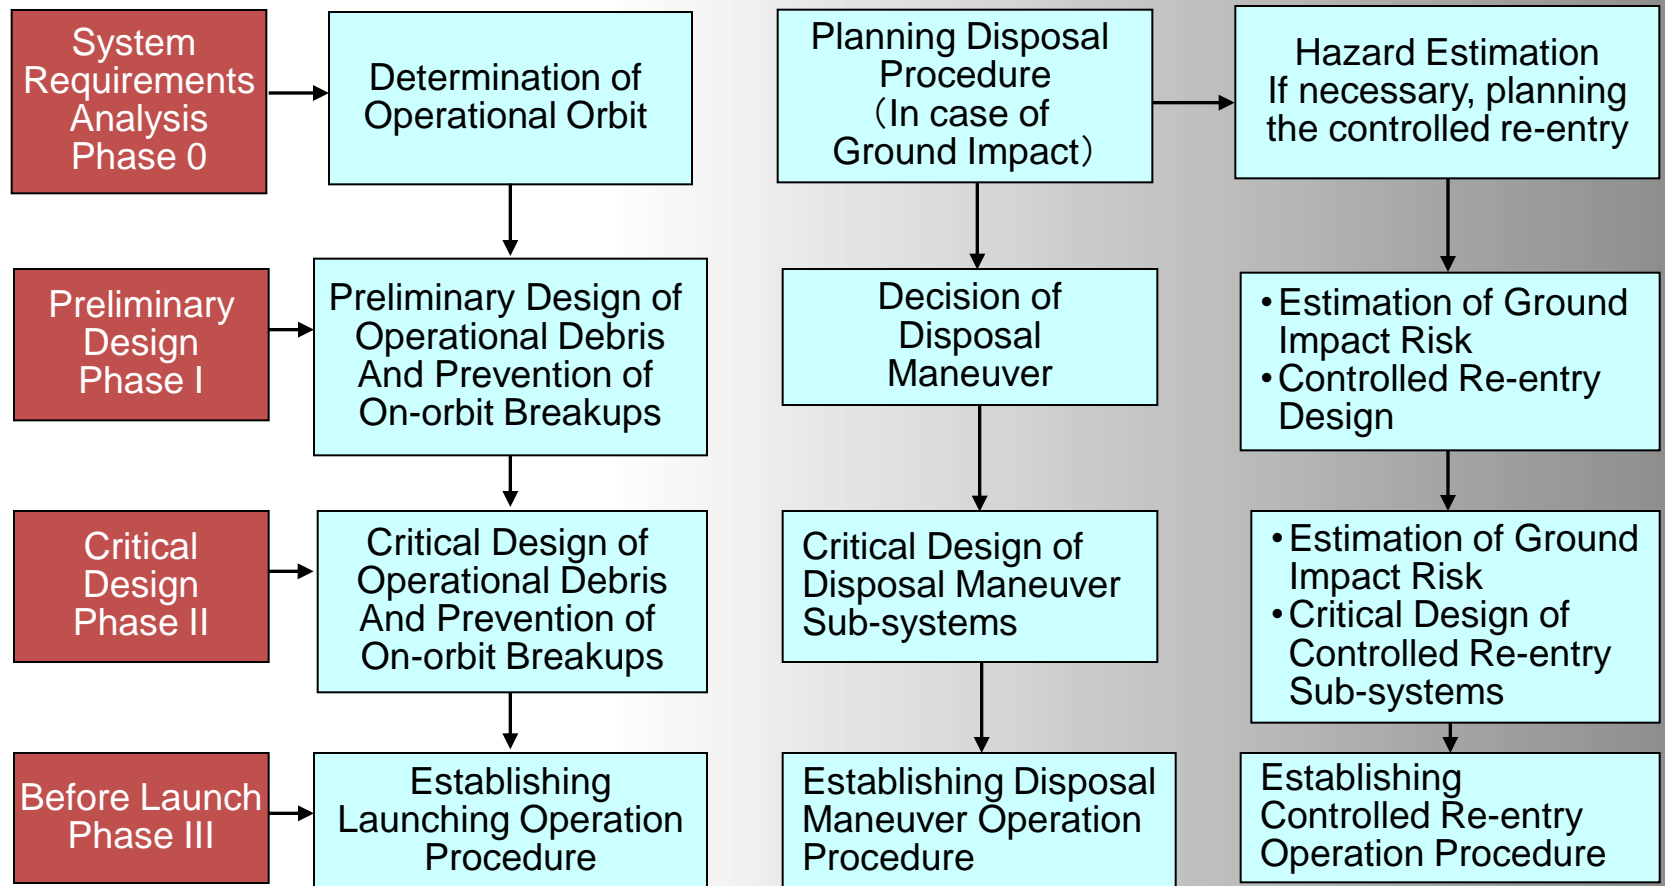 System
Requirements
Analysis
Phase 0
Determination of
Operational Orbit
Planning Disposal
Procedure
（In case of
Ground Impact）
Hazard Estimation
If necessary, planning
the controlled re-entry
Preliminary
Design
Phase I
Preliminary Design of
Operational Debris
And Prevention of
On-orbit Breakups
Decision of
Disposal
Maneuver
•Estimation of Ground
Impact Risk
•Controlled Re-entry
Design
Critical
Design
Phase II
Critical Design of
Operational Debris
And Prevention of
On-orbit Breakups
Critical Design of
Disposal Maneuver
Sub-systems
•Estimation of Ground
Impact Risk
•Critical Design of
Controlled Re-entry
Sub-systems
Before Launch
Phase III
Establishing
Launching Operation
Procedure
Establishing Disposal
Maneuver Operation
Procedure
Establishing
Controlled Re-entry
Operation Procedure